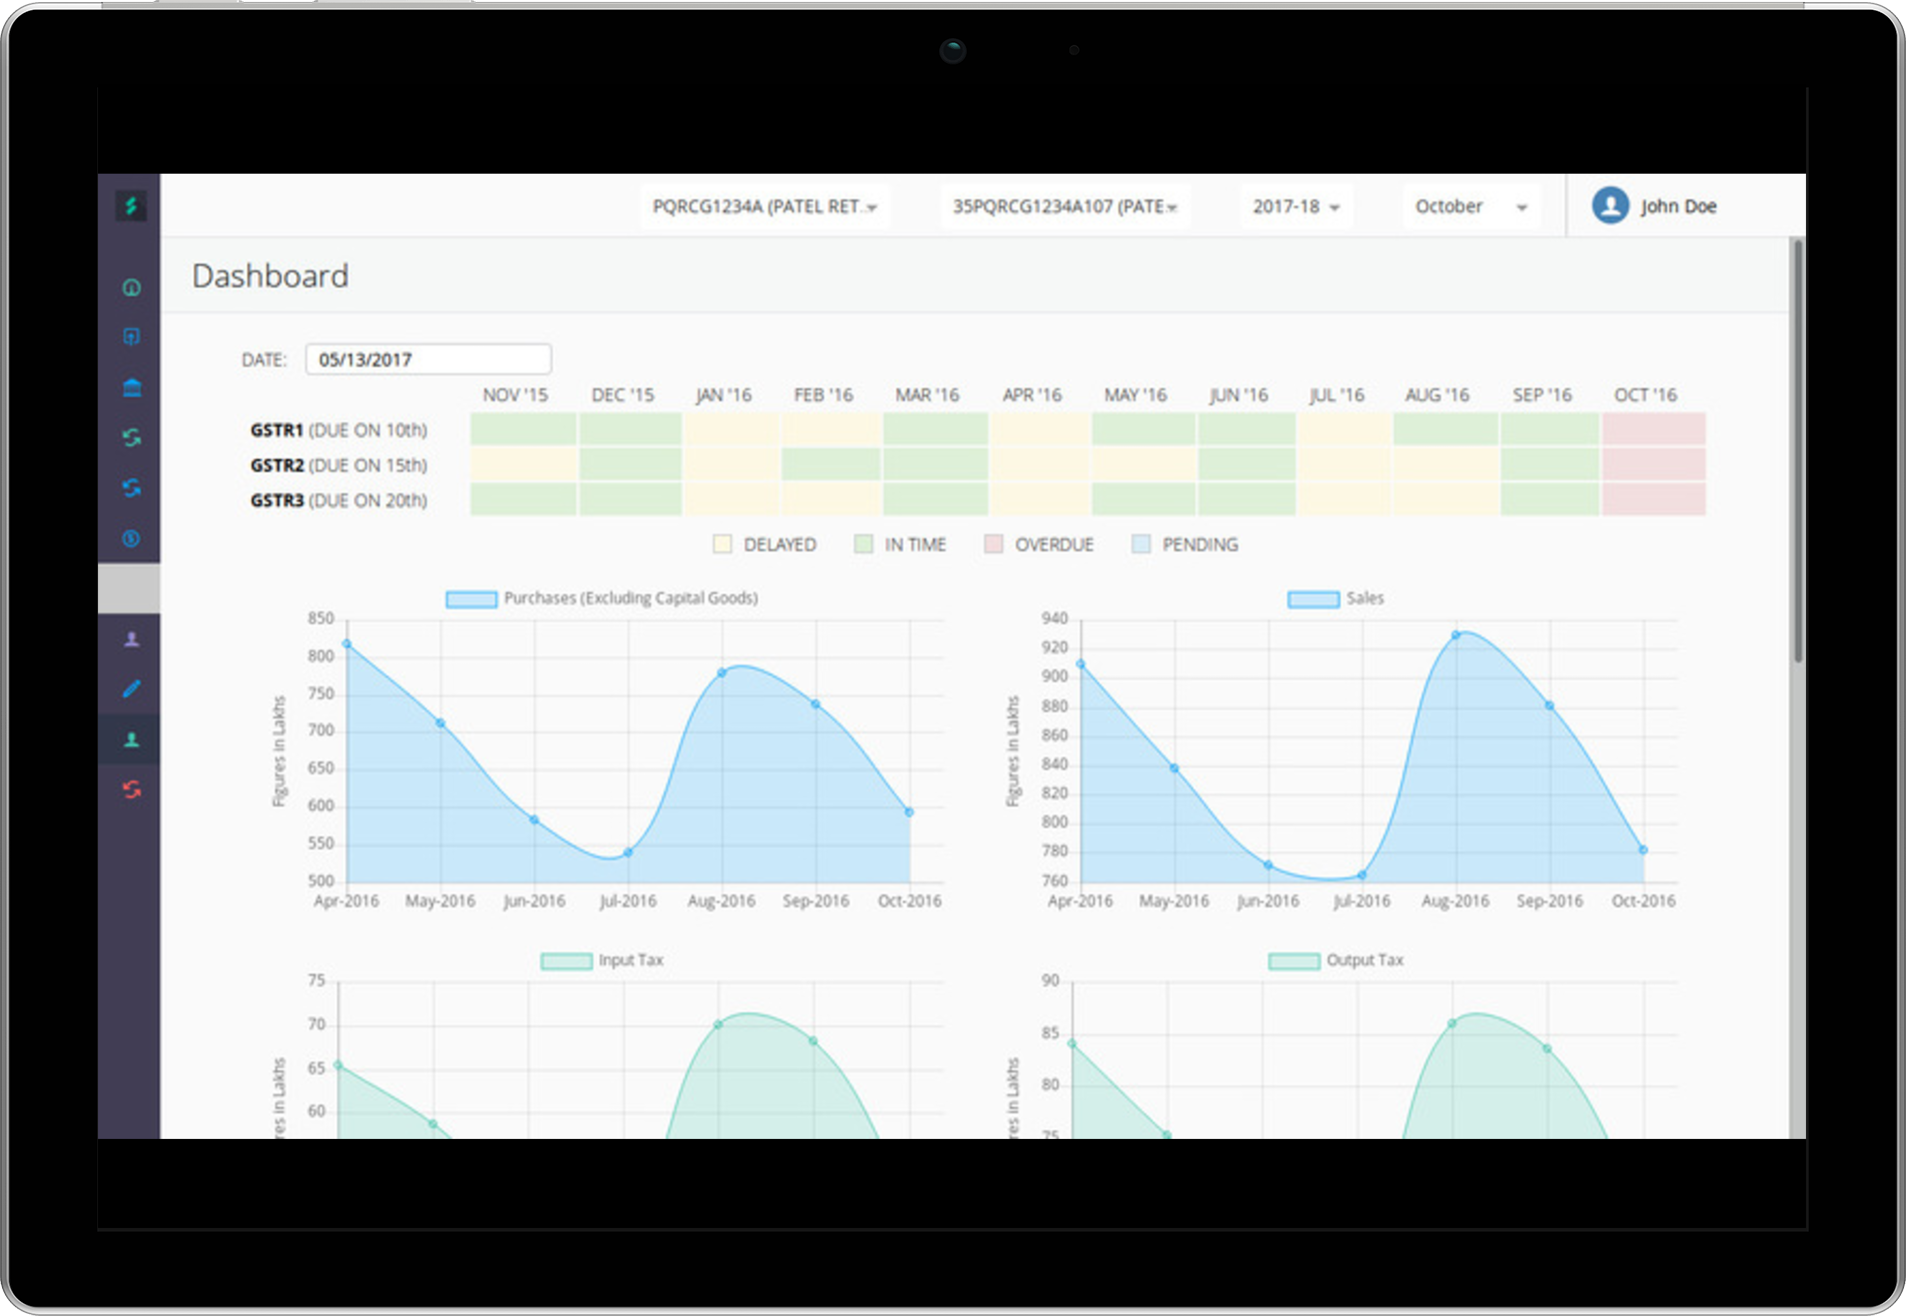 PQRCG1234A (PATEL RET.. 35PQRCG1234A107 (PATE 2017-18 October John Doe
Dashboard
DATE: 05/13/2017
NOV '15 DEC '15 JAN '16 FEB '16 MAR '16 APR '16 MAY '16 JUN '16 JUL '16 AUG '16 SEP '16 OCT '16
GSTR1 (DUE ON 10th)
GSTR2 (DUE ON 15th)
GSTR3 (DUE ON 20th)
DELAYED IN TIME OVERDUE PENDING
Purchases (Excluding Capital Goods)
850
800
750
700
650
600
550
500
Figures in Lakhs
Apr-2016 May-2016 Jun-2016 Jul-2016 Aug-2016 Sep-2016 Oct-2016
Sales
940
920
900
880
860
840
820
800
780
760
Figures in Lakhs
Apr-2016 May-2016 Jun-2016 Jul-2016 Aug-2016 Sep-2016 Oct-2016
Input Tax
75
70
65
60
res in Lakhs
Output Tax
90
85
80
75
res in Lakhs